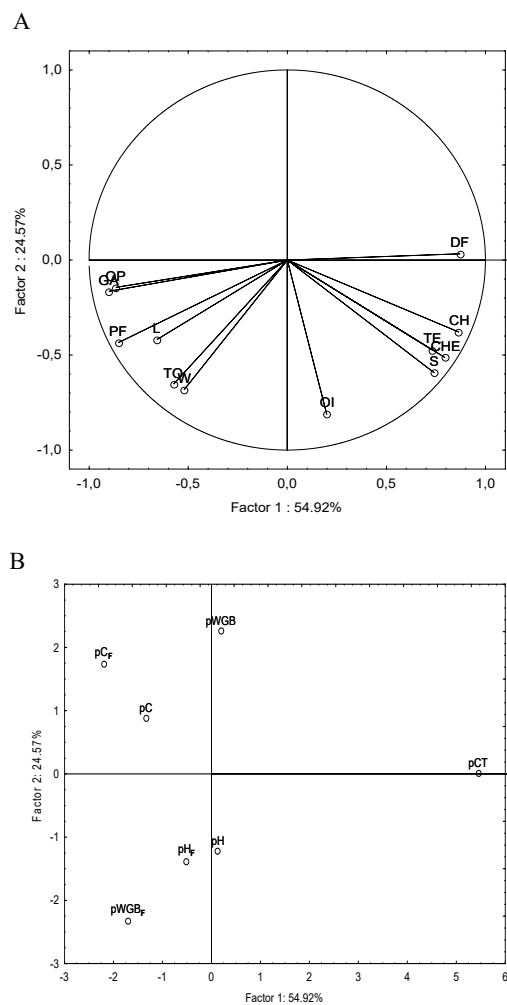 A
1,0
0,5
0,0
-0,5
-1,0
Factor 2 : 24.57%
DF
CH
TE
CHE
S
OI
W
TO
L
PF
GA
OP
-1,0 -0,5 0,0 0,5 1,0
Factor 1 : 54.92%
B
3
2
1
0
-1
-2
-3
Factor 2: 24.57%
pWGB
pCF
pC
pCT
pH
pHF
pWGBF
-3 -2 -1 0 1 2 3 4 5 6
Factor 1: 54.92%